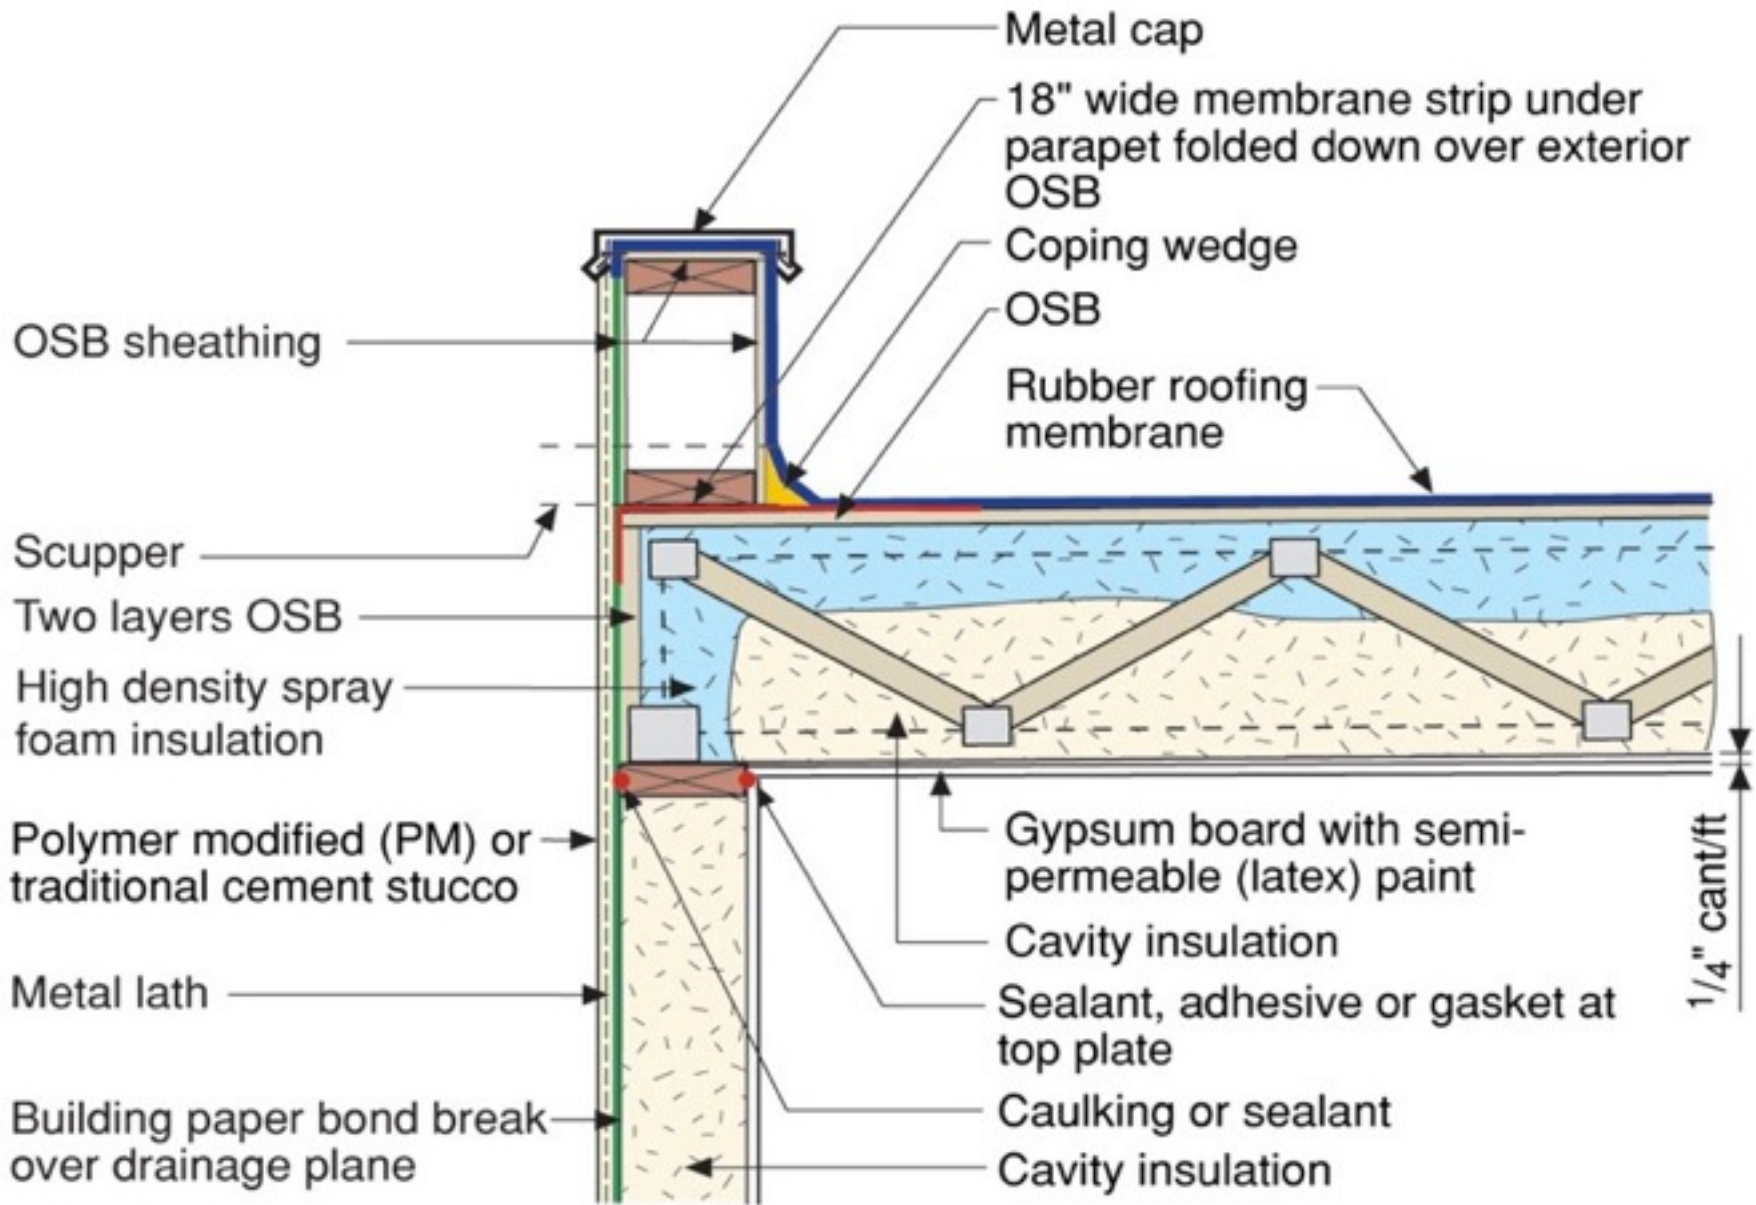 Metal cap
18" wide membrane strip under
parapet folded down over exterior
OSB
Coping wedge
OSB
Rubber roofing
membrane
OSB sheathing
Scupper
Two layers OSB
High density spray
foam insulation
Polymer modified (PM) or
traditional cement stucco
Metal lath
Building paper bond break
over drainage plane
Gypsum board with semi-
permeable (latex) paint
Cavity insulation
Sealant, adhesive or gasket at
top plate
Caulking or sealant
Cavity insulation
1/4" cant/ft